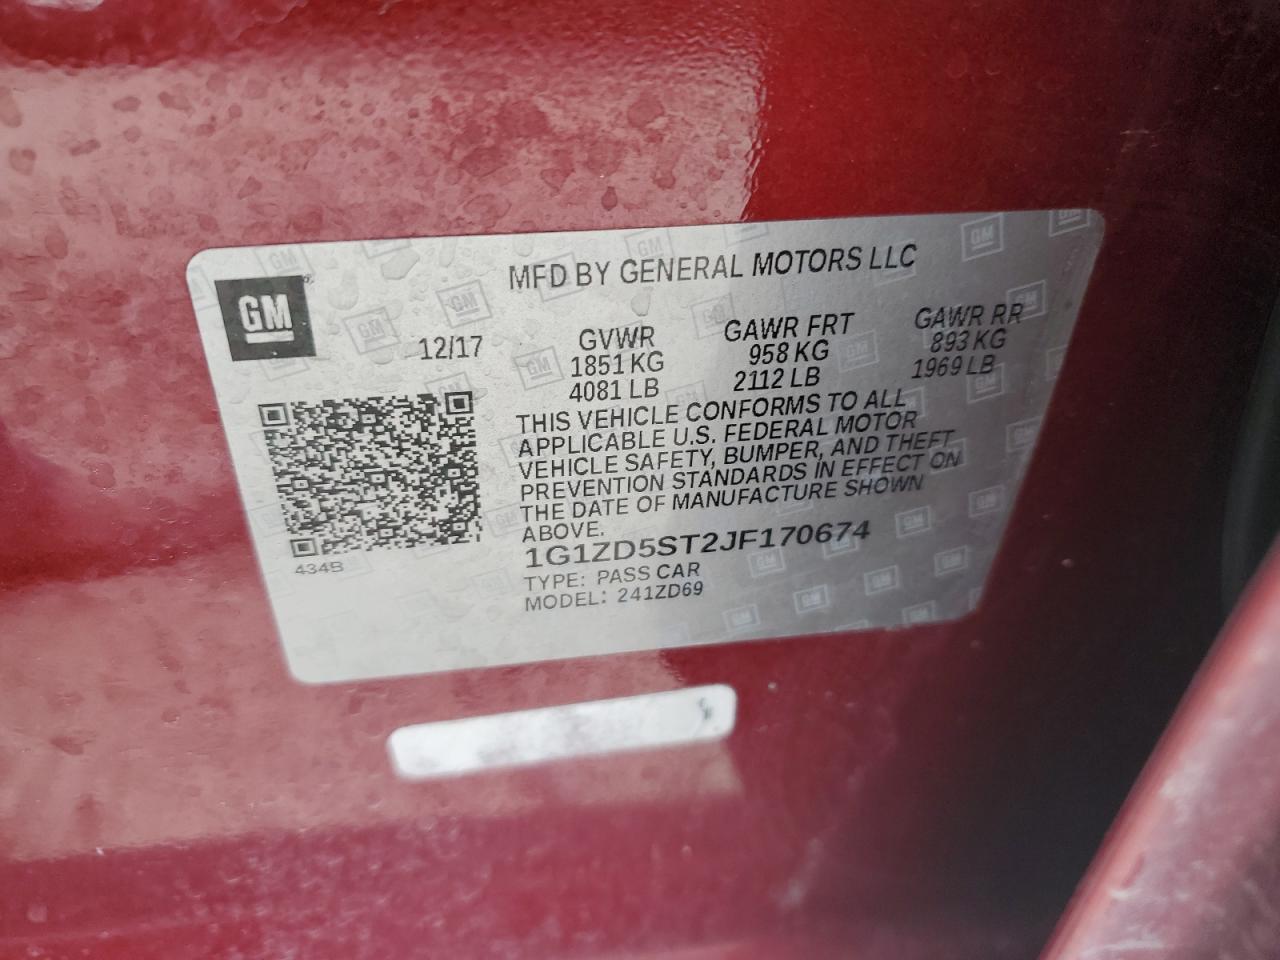 MFD BY GENERAL MOTORS LLC
GM
12/17
GVWR
1851 KG
4081 LB
GAWR FRT
958 KG
2112 LB
GAWR RR
893 KG
1969 LB
THIS VEHICLE CONFORMS TO ALL
APPLICABLE U.S. FEDERAL MOTOR
VEHICLE SAFETY, BUMPER, AND THEFT
PREVENTION STANDARDS IN EFFECT ON
THE DATE OF MANUFACTURE SHOWN
ABOVE.
1G1ZD5ST2JF170674
TYPE: PASS CAR
MODEL: 241ZD69
434B